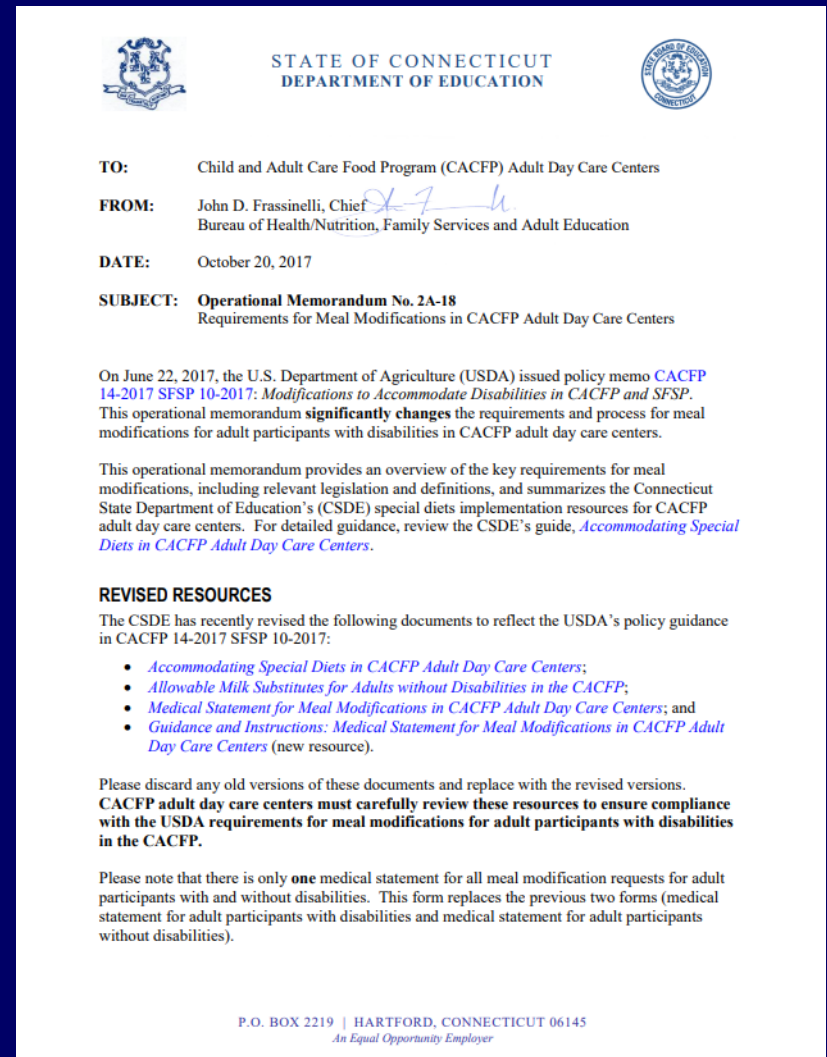 STATE OF CONNECTICUT
DEPARTMENT OF EDUCATION
STATE BOARD OF EDUCATION
CONNECTICUT
TO: Child and Adult Care Food Program (CACFP) Adult Day Care Centers
FROM: John D. Frassinelli, Chief
Bureau of Health/Nutrition, Family Services and Adult Education
DATE: October 20, 2017
SUBJECT: Operational Memorandum No. 2A-18
Requirements for Meal Modifications in CACFP Adult Day Care Centers
On June 22, 2017, the U.S. Department of Agriculture (USDA) issued policy memo CACFP
14-2017 SFSP 10-2017: Modifications to Accommodate Disabilities in CACFP and SFSP.
This operational memorandum significantly changes the requirements and process for meal
modifications for adult participants with disabilities in CACFP adult day care centers.
This operational memorandum provides an overview of the key requirements for meal
modifications, including relevant legislation and definitions, and summarizes the Connecticut
State Department of Education's (CSDE) special diets implementation resources for CACFP
adult day care centers. For detailed guidance, review the CSDE's guide, Accommodating Special
Diets in CACFP Adult Day Care Centers.
REVISED RESOURCES
The CSDE has recently revised the following documents to reflect the USDA's policy guidance
in CACFP 14-2017 SFSP 10-2017:
• Accommodating Special Diets in CACFP Adult Day Care Centers;
• Allowable Milk Substitutes for Adults without Disabilities in the CACFP;
• Medical Statement for Meal Modifications in CACFP Adult Day Care Centers; and
• Guidance and Instructions: Medical Statement for Meal Modifications in CACFP Adult
Day Care Centers (new resource).
Please discard any old versions of these documents and replace with the revised versions.
CACFP adult day care centers must carefully review these resources to ensure compliance
with the USDA requirements for meal modifications for adult participants with disabilities
in the CACFP.
Please note that there is only one medical statement for all meal modification requests for adult
participants with and without disabilities. This form replaces the previous two forms (medical
statement for adult participants with disabilities and medical statement for adult participants
without disabilities).
P.O. BOX 2219 | HARTFORD, CONNECTICUT 06145
An Equal Opportunity Employer